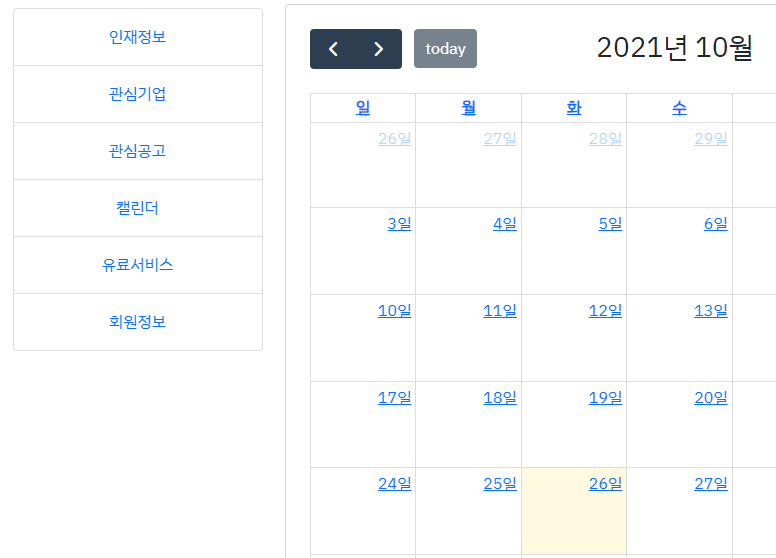 인재정보
관심기업
관심공고
캘린더
유료서비스
회원정보
today
2021년 10월
일 월 화 수
26일 27일 28일 29일
3일 4일 5일 6일
10일 11일 12일 13일
17일 18일 19일 20일
24일 25일 26일 27일